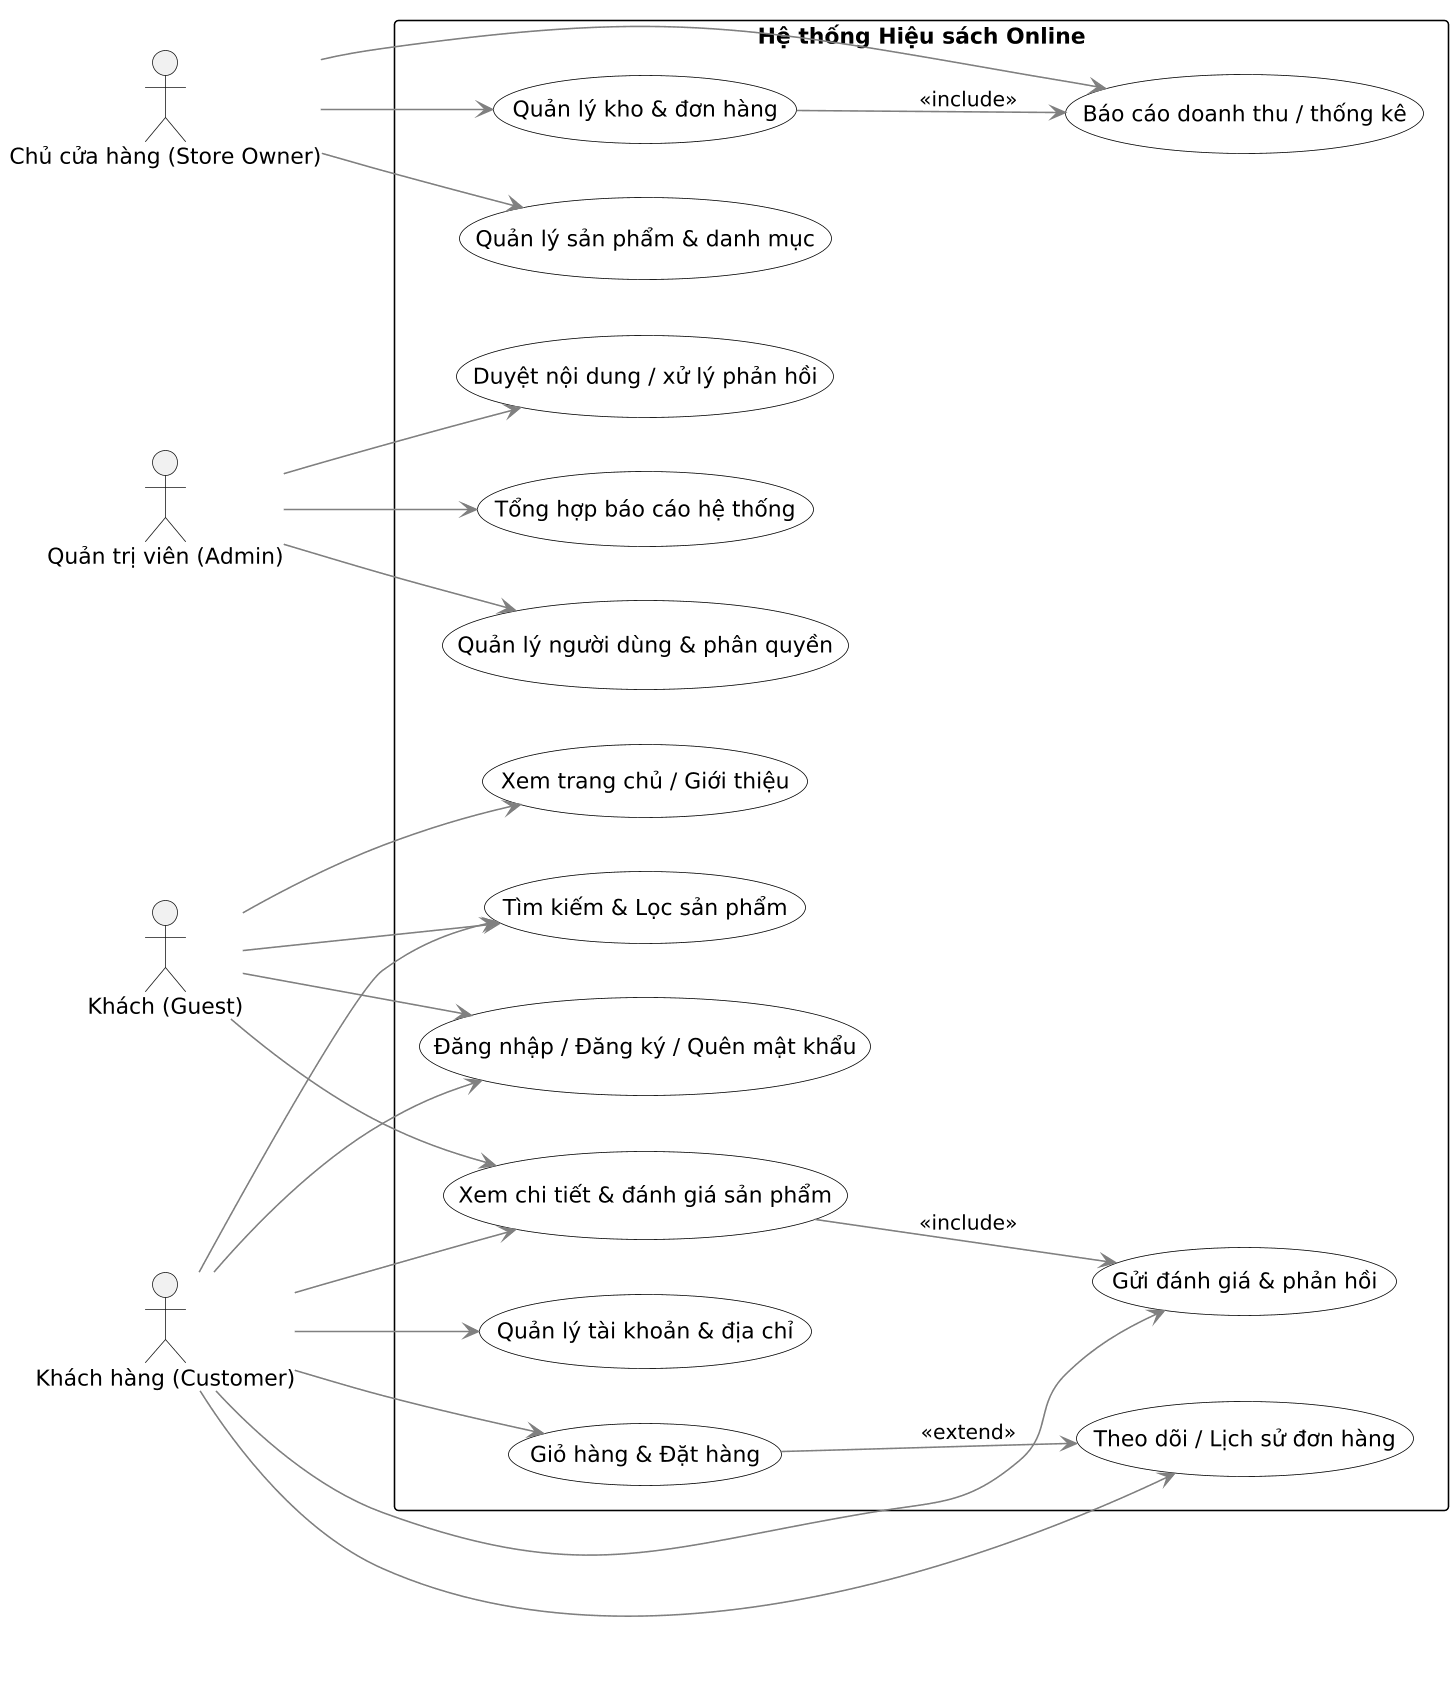 Hệ thống Hiệu sách Online
Chủ cửa hàng (Store Owner)
Quản lý kho & đơn hàng
«include»
Báo cáo doanh thu / thống kê
Quản lý sản phẩm & danh mục
Duyệt nội dung / xử lý phản hồi
Quản trị viên (Admin)
Tổng hợp báo cáo hệ thống
Quản lý người dùng & phân quyền
Xem trang chủ / Giới thiệu
Tìm kiếm & Lọc sản phẩm
Khách (Guest)
Đăng nhập / Đăng ký / Quên mật khẩu
Xem chi tiết & đánh giá sản phẩm
«include»
Gửi đánh giá & phản hồi
Quản lý tài khoản & địa chỉ
Khách hàng (Customer)
Giỏ hàng & Đặt hàng
«extend»
Theo dõi / Lịch sử đơn hàng